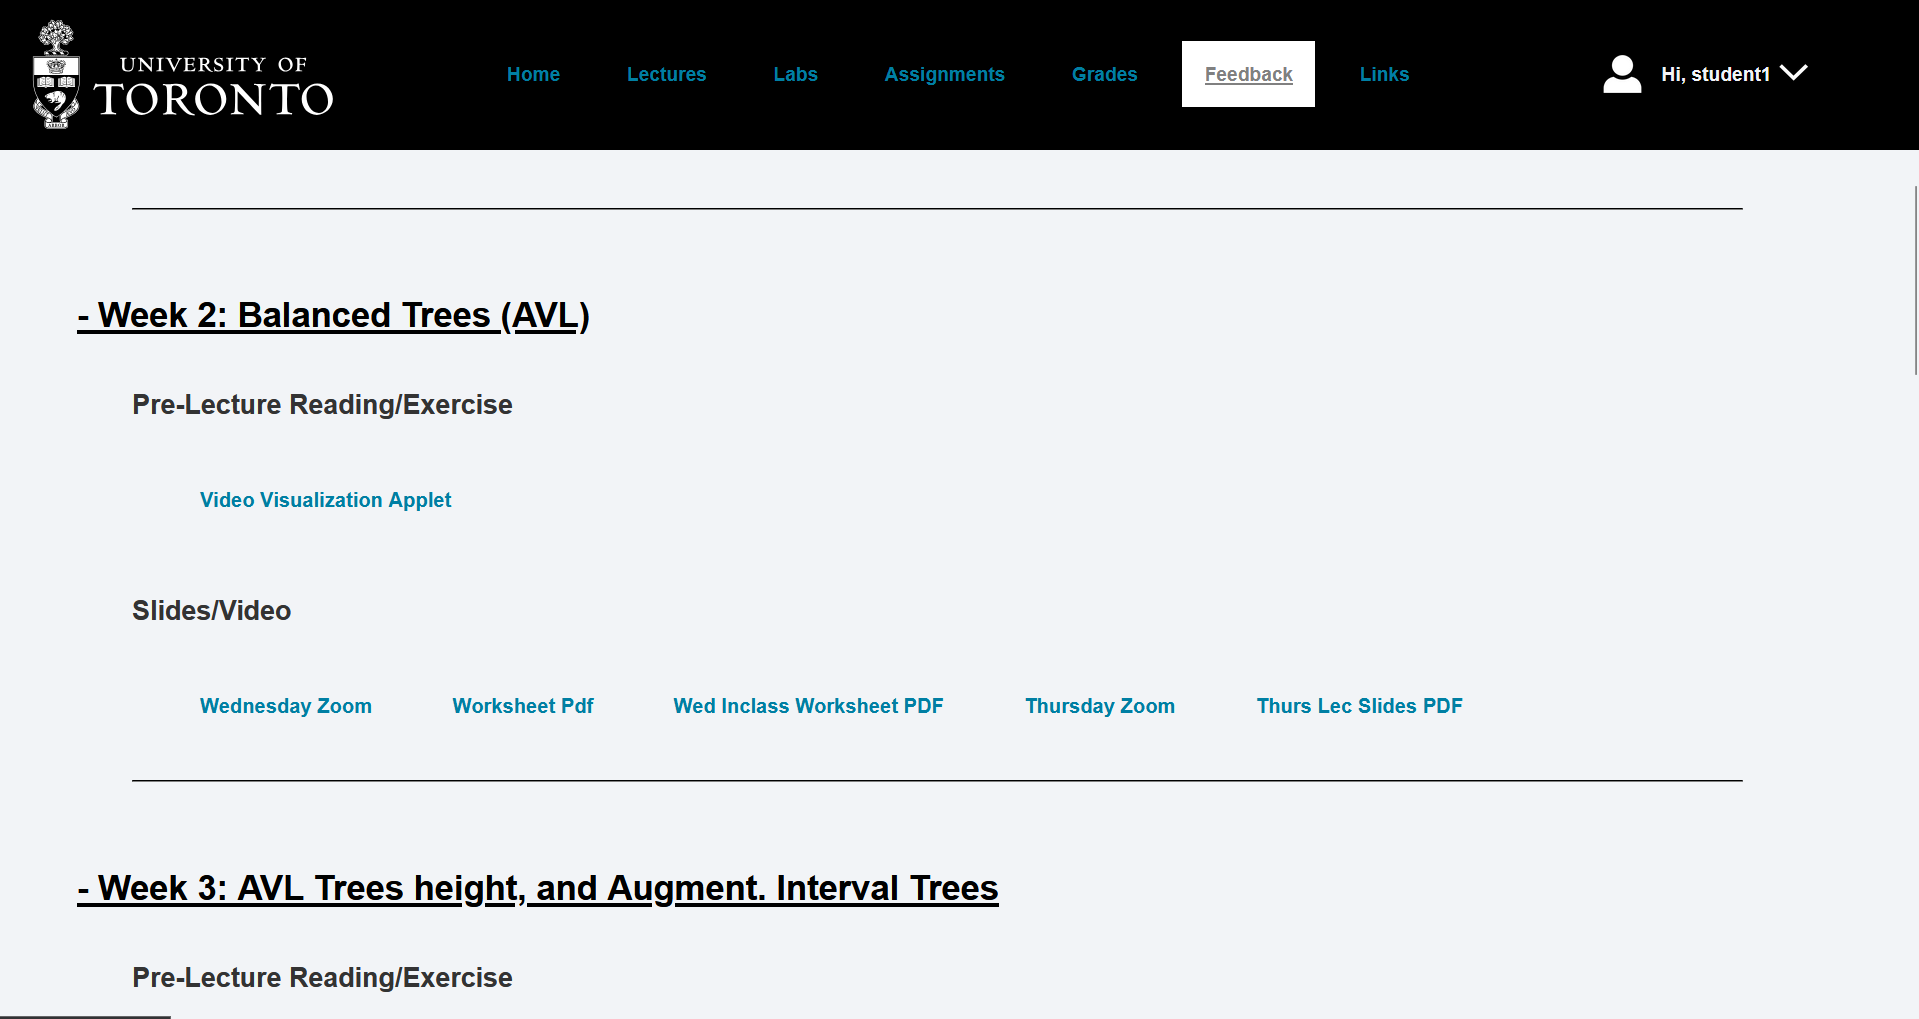 UNIVERSITY OF
TORONTO
Home Lectures Labs Assignments Grades Feedback Links
Hi, student1
- Week 2: Balanced Trees (AVL)
Pre-Lecture Reading/Exercise
Video Visualization Applet
Slides/Video
Wednesday Zoom Worksheet Pdf Wed Inclass Worksheet PDF Thursday Zoom Thurs Lec Slides PDF
- Week 3: AVL Trees height, and Augment. Interval Trees
Pre-Lecture Reading/Exercise